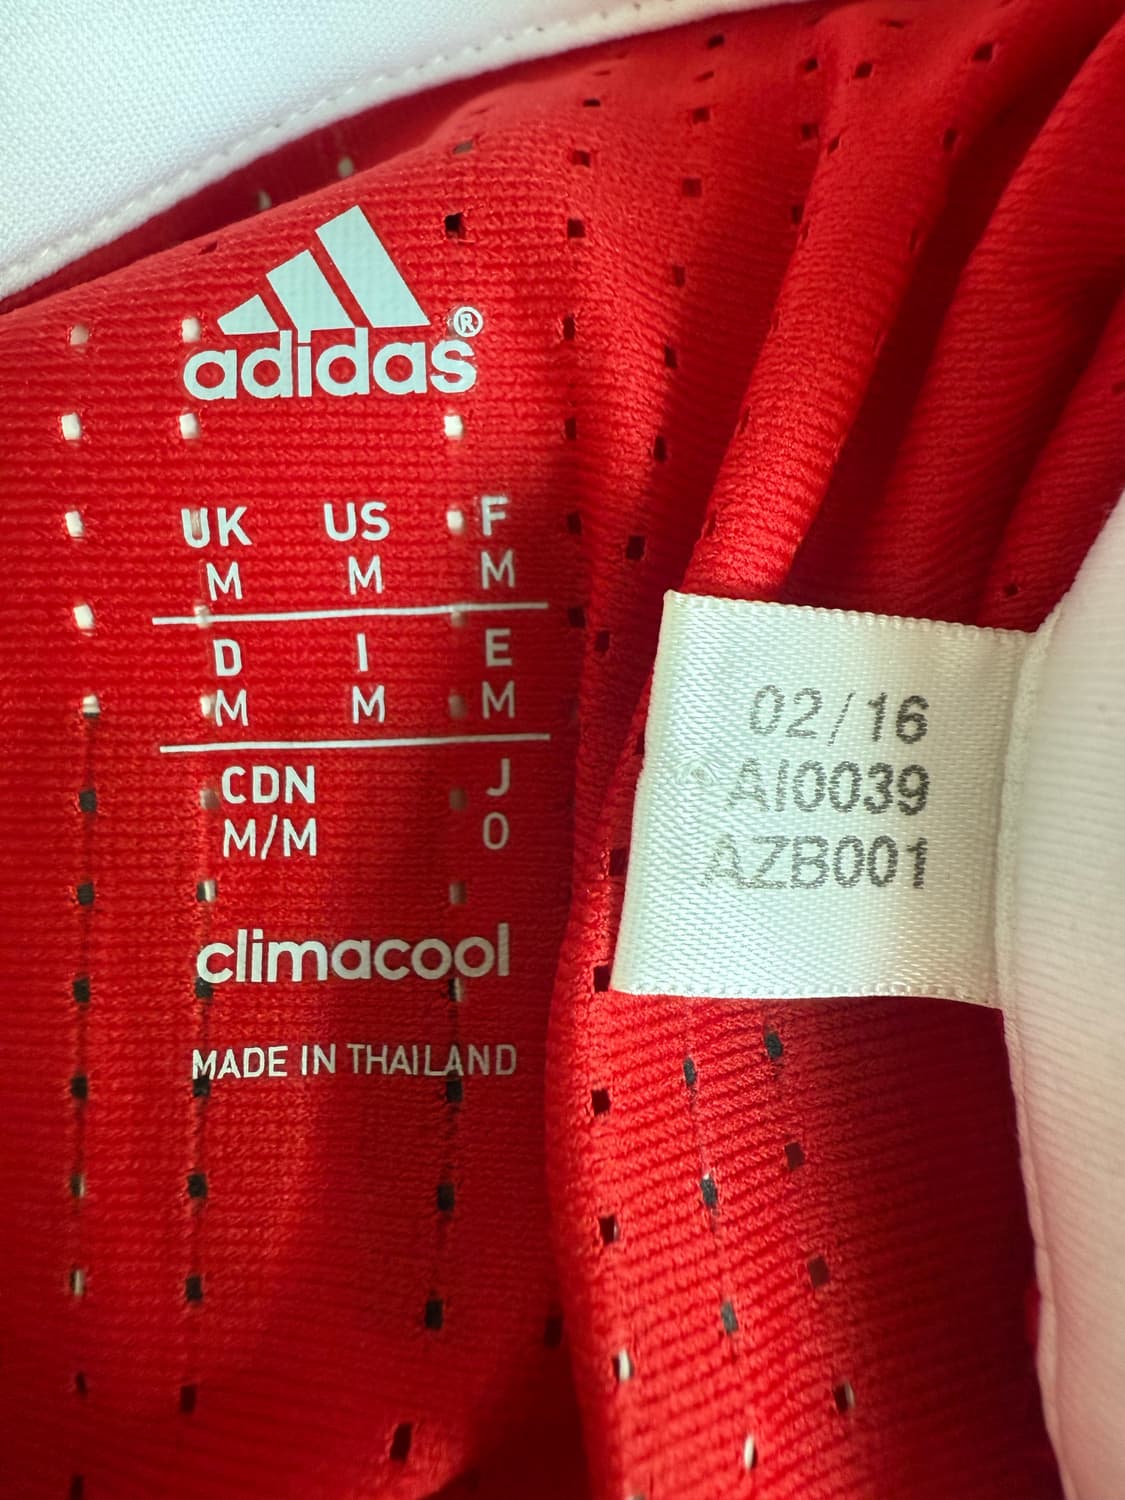 adidas®
UK US F
M M M
D I E
M M M
CDN J
M/M O
climacool
MADE IN THAILAND
02/16
AI0039
AZB001